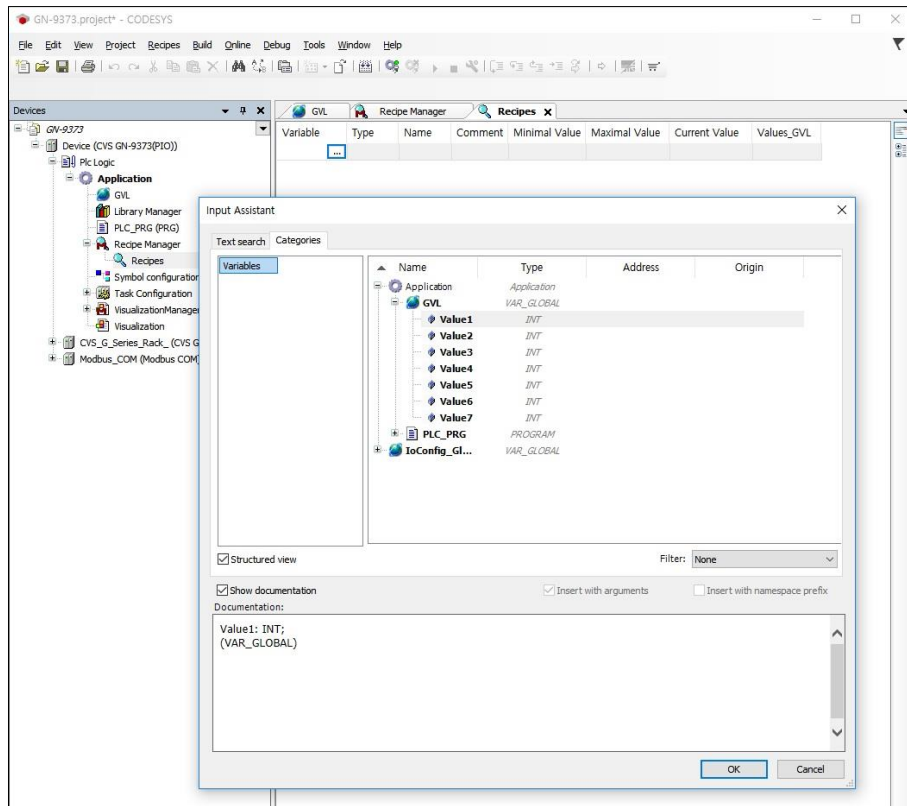 GN-9373.project* - CODESYS
File Edit View Project Recipes Build Online Debug Tools Window Help
Devices
GVL Recipe Manager Recipes
GN-9373
Variable Type Name Comment Minimal Value Maximal Value Current Value Values_GVL
Device (CVS GN-9373(PIO))
...
Plc Logic
Application
GVL
Library Manager
PLC_PRG (PRG)
Recipe Manager
Recipes
Symbol configuration
Task Configuration
VisualizationManage
Visualization
CVS_G_Series_Rack_ (CVS G
Modbus_COM (Modbus COM
Input Assistant
Text search Categories
Variables
Name Type Address Origin
Application Application
GVL VAR_GLOBAL
Value1 INT
Value2 INT
Value3 INT
Value4 INT
Value5 INT
Value6 INT
Value7 INT
PLC_PRG PROGRAM
IoConfig_Gl... VAR_GLOBAL
Structured view Filter: None
Show documentation Insert with arguments Insert with namespace prefix
Documentation:
Value1: INT;
(VAR_GLOBAL)
OK Cancel